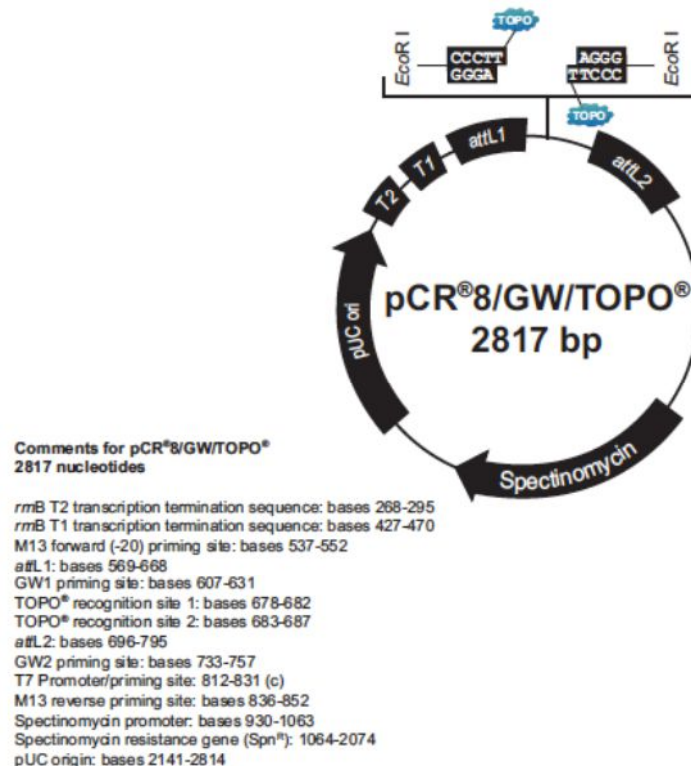 TOPO
EcoR I
CCCTT
GGGA
AGGG
TTCCC
EcoR I
TOPO
attL1
attL2
T1
T2
pUC ori
pCR®8/GW/TOPO®
2817 bp
Spectinomycin
Comments for pCR®8/GW/TOPO®
2817 nucleotides
rrnB T2 transcription termination sequence: bases 268-295
rrnB T1 transcription termination sequence: bases 427-470
M13 forward (-20) priming site: bases 537-552
attL1: bases 569-668
GW1 priming site: bases 607-631
TOPO® recognition site 1: bases 678-682
TOPO® recognition site 2: bases 683-687
attL2: bases 696-795
GW2 priming site: bases 733-757
T7 Promoter/priming site: 812-831 (c)
M13 reverse priming site: bases 836-852
Spectinomycin promoter: bases 930-1063
Spectinomycin resistance gene (SpnR): 1064-2074
pUC origin: bases 2141-2814